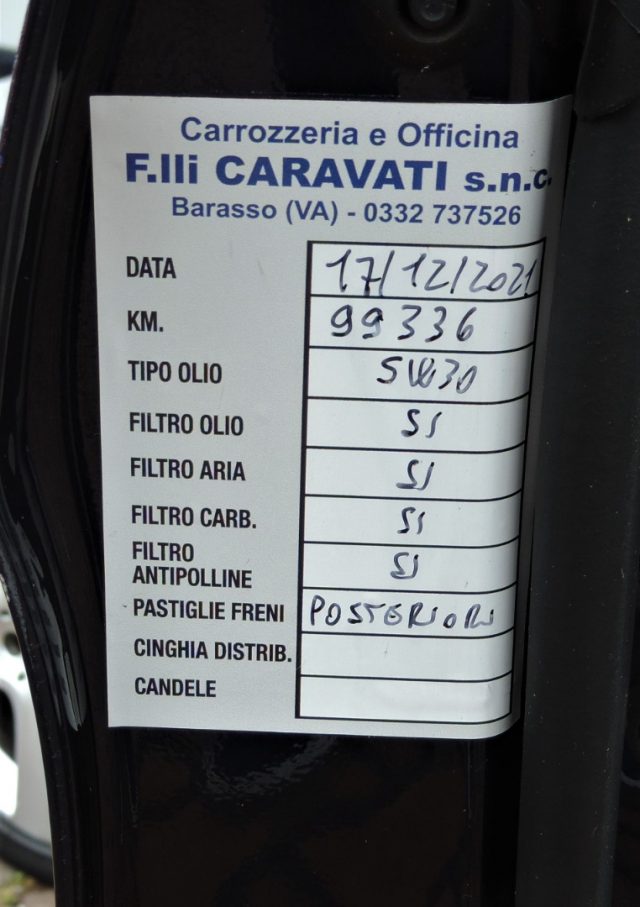 Carrozzeria e Officina
F.lli CARAVATI s.n.c.
Barasso (VA) - 0332 737526
DATA 17/12/2021
KM. 99336
TIPO OLIO 5W30
FILTRO OLIO SI
FILTRO ARIA SI
FILTRO CARB. SI
FILTRO
ANTIPOLLINE SI
PASTIGLIE FRENI POSTERIORI
CINGHIA DISTRIB.
CANDELE